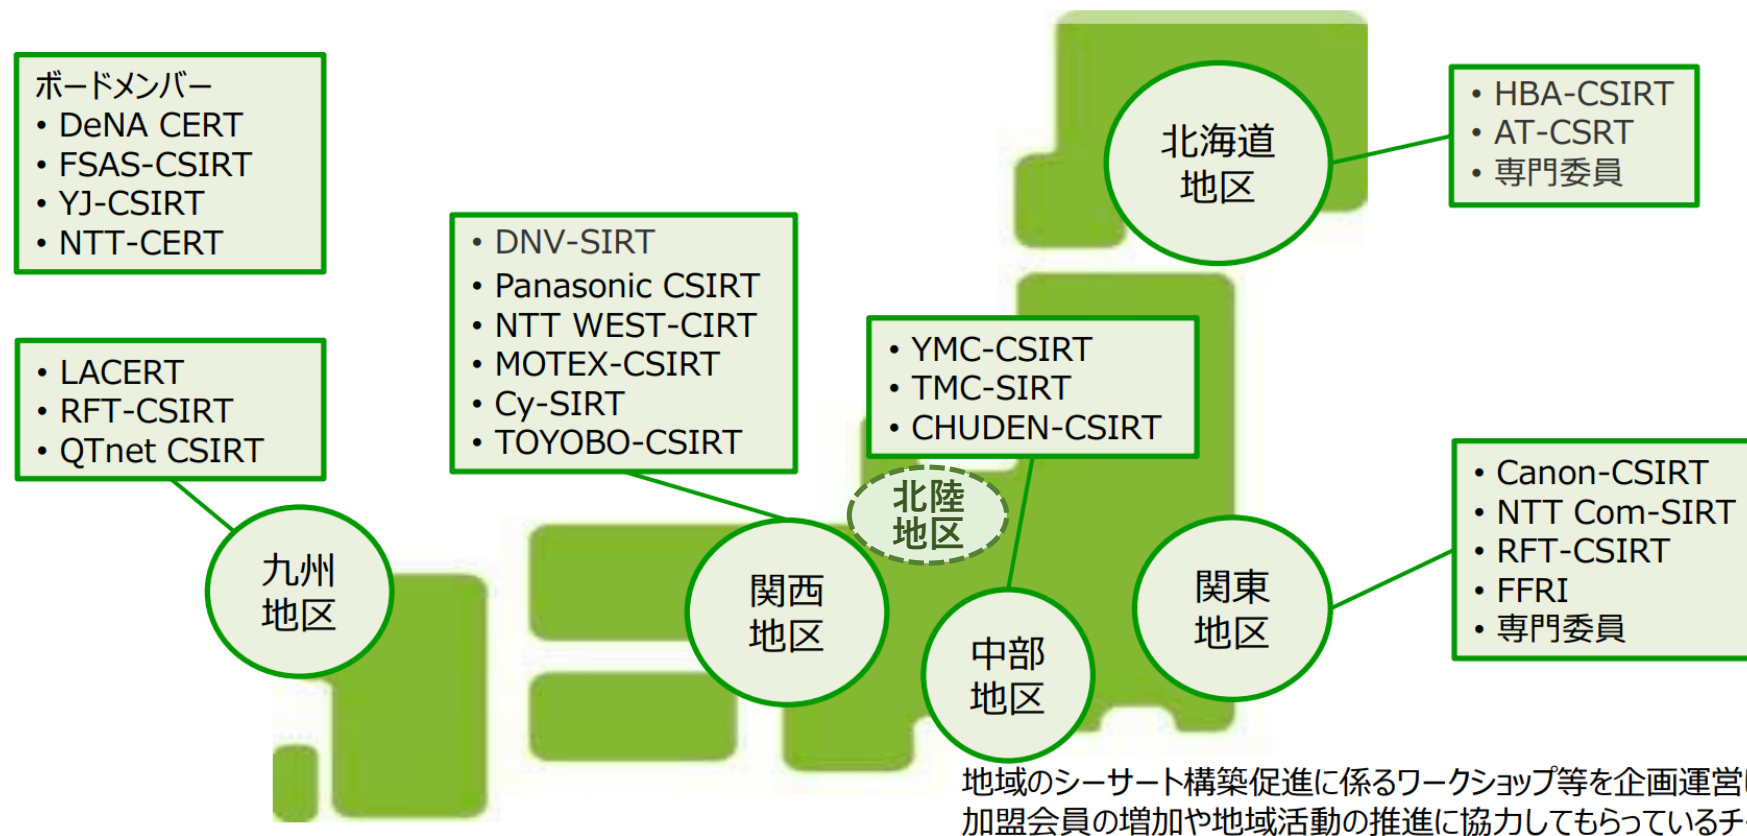 ボードメンバー
• DeNA CERT
• FSAS-CSIRT
• YJ-CSIRT
• NTT-CERT
• LACERT
• RFT-CSIRT
• QTnet CSIRT
九州
地区
• DNV-SIRT
• Panasonic CSIRT
• NTT WEST-CIRT
• MOTEX-CSIRT
• Cy-SIRT
• TOYOBO-CSIRT
関西
地区
北陸
地区
• YMC-CSIRT
• TMC-SIRT
• CHUDEN-CSIRT
中部
地区
北海道
地区
• HBA-CSIRT
• AT-CSRT
• 専門委員
関東
地区
• Canon-CSIRT
• NTT Com-SIRT
• RFT-CSIRT
• FFRI
• 専門委員
地域のシーサート構築促進に係るワークショップ等を企画運営
加盟会員の増加や地域活動の推進に協力してもらっている